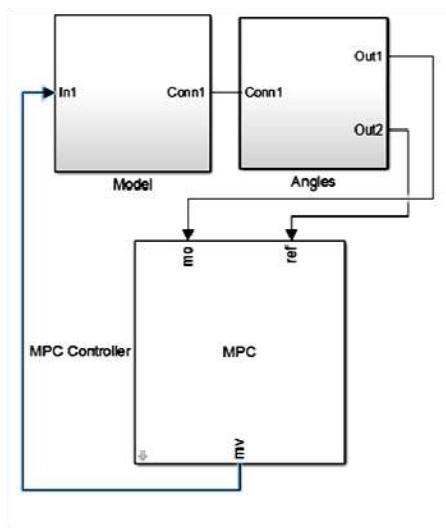 Out1
In1
Conn1
Conn1
Out2
Model
Angles
mo
ref
MPC Controller
MPC
mv